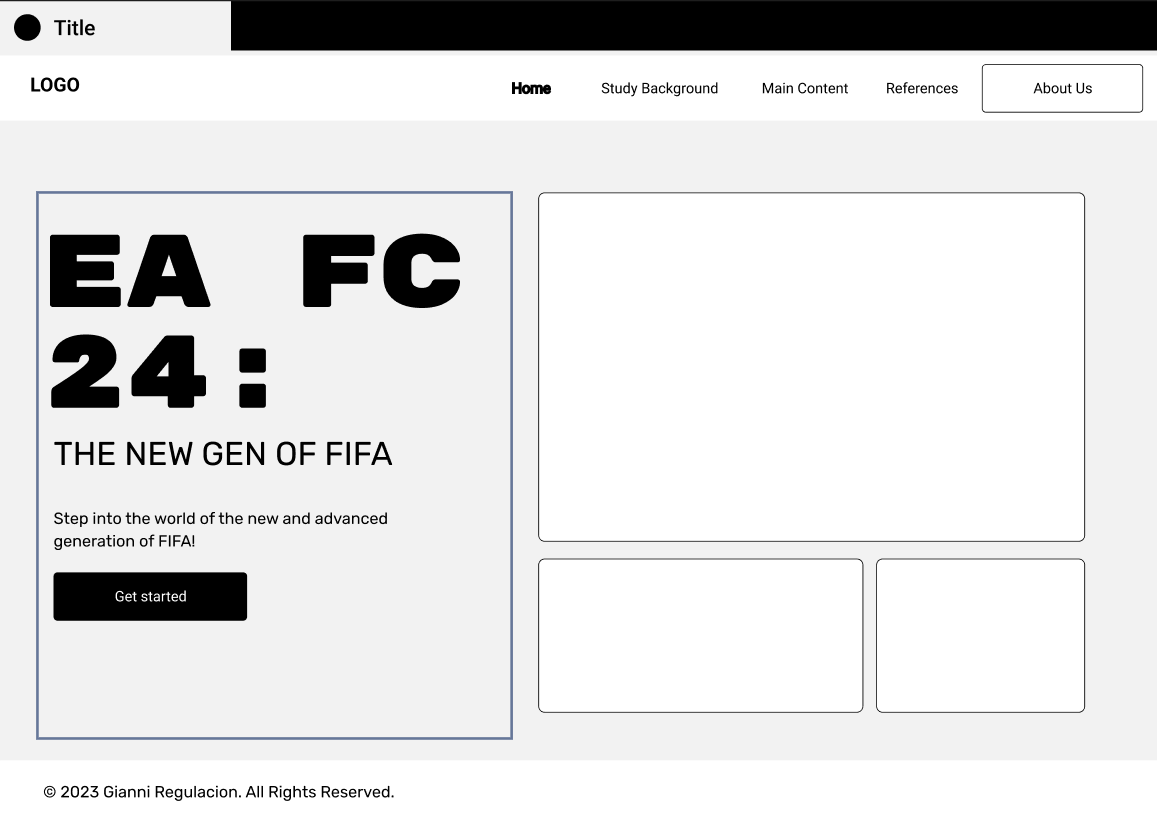 Title
LOGO
Home
Study Background
Main Content
References
About Us
EA FC
24:
THE NEW GEN OF FIFA
Step into the world of the new and advanced
generation of FIFA!
Get started
© 2023 Gianni Regulacion. All Rights Reserved.